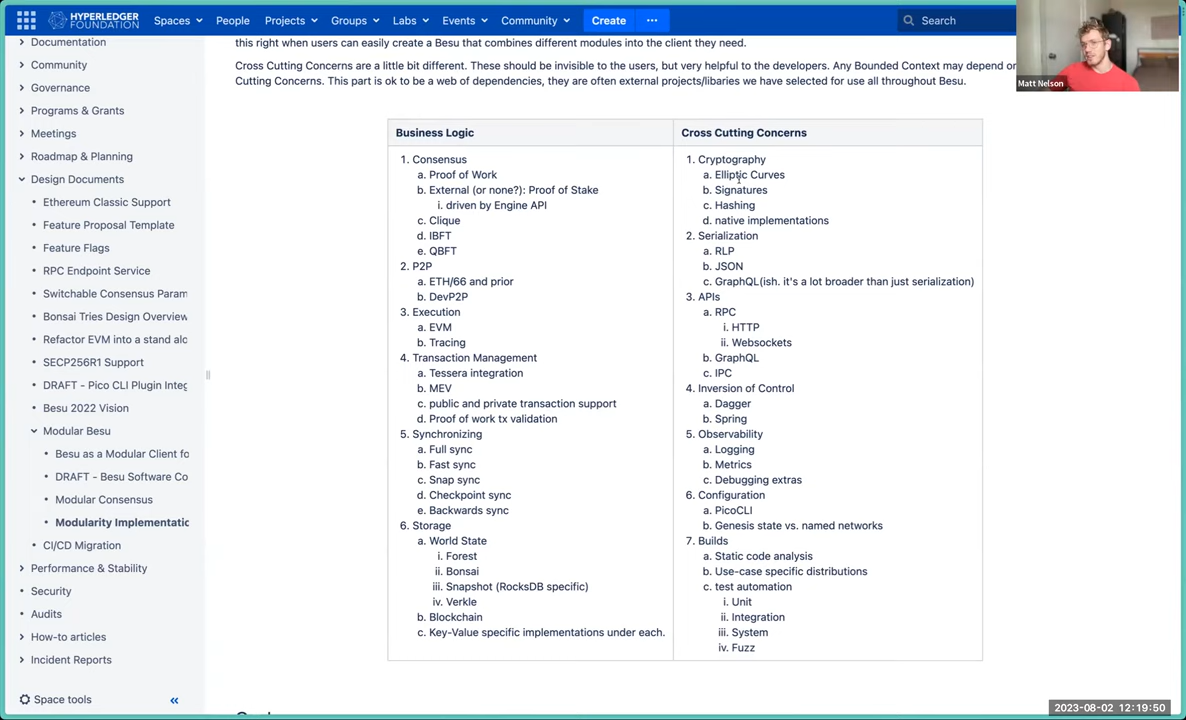 HYPERLEDGER FOUNDATION
Spaces
People
Projects
Groups
Labs
Events
Community
Create
Search
Matt Nelson
Documentation
Community
Governance
Programs & Grants
Meetings
Roadmap & Planning
Design Documents
Ethereum Classic Support
Feature Proposal Template
Feature Flags
RPC Endpoint Service
Switchable Consensus Param
Bonsai Tries Design Overview
Refactor EVM into a stand alo
SECP256R1 Support
DRAFT - Pico CLI Plugin Integ
Besu 2022 Vision
Modular Besu
Besu as a Modular Client fo
DRAFT - Besu Software Co
Modular Consensus
Modularity Implementatic
CI/CD Migration
Performance & Stability
Security
Audits
How-to articles
Incident Reports
Space tools
this right when users can easily create a Besu that combines different modules into the client they need.
Cross Cutting Concerns are a little bit different. These should be invisible to the users, but very helpful to the developers. Any Bounded Context may depend or
Cutting Concerns. This part is ok to be a web of dependencies, they are often external projects/libaries we have selected for use all throughout Besu.
Business Logic
1. Consensus
a. Proof of Work
b. External (or none?): Proof of Stake
i. driven by Engine API
c. Clique
d. IBFT
e. QBFT
2. P2P
a. ETH/66 and prior
b. DevP2P
3. Execution
a. EVM
b. Tracing
4. Transaction Management
a. Tessera integration
b. MEV
c. public and private transaction support
d. Proof of work tx validation
5. Synchronizing
a. Full sync
b. Fast sync
c. Snap sync
d. Checkpoint sync
e. Backwards sync
6. Storage
a. World State
i. Forest
ii. Bonsai
iii. Snapshot (RocksDB specific)
iv. Verkle
b. Blockchain
c. Key-Value specific implementations under each.
Cross Cutting Concerns
1. Cryptography
a. Elliptic Curves
b. Signatures
c. Hashing
d. native implementations
2. Serialization
a. RLP
b. JSON
c. GraphQL(ish. it's a lot broader than just serialization)
3. APIs
a. RPC
i. HTTP
ii. Websockets
b. GraphQL
c. IPC
4. Inversion of Control
a. Dagger
b. Spring
5. Observability
a. Logging
b. Metrics
c. Debugging extras
6. Configuration
a. PicoCLI
b. Genesis state vs. named networks
7. Builds
a. Static code analysis
b. Use-case specific distributions
c. test automation
i. Unit
ii. Integration
iii. System
iv. Fuzz
2023-08-02 12:19:50